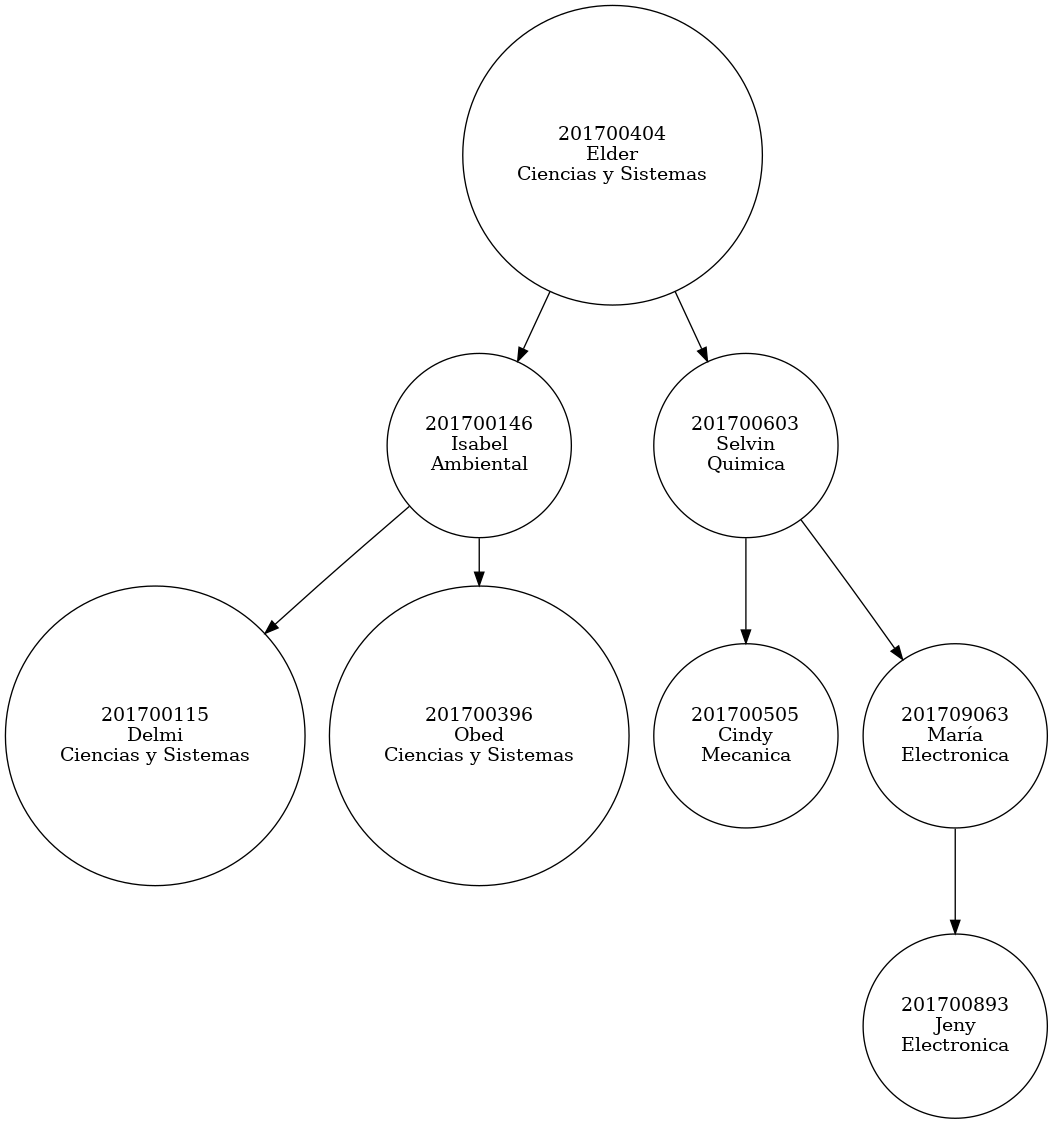 201700404
Elder
Ciencias y Sistemas
201700146
Isabel
Ambiental
201700603
Selvin
Quimica
201700115
Delmi
Ciencias y Sistemas
201700396
Obed
Ciencias y Sistemas
201700505
Cindy
Mecanica
201709063
María
Electronica
201700893
Jeny
Electronica